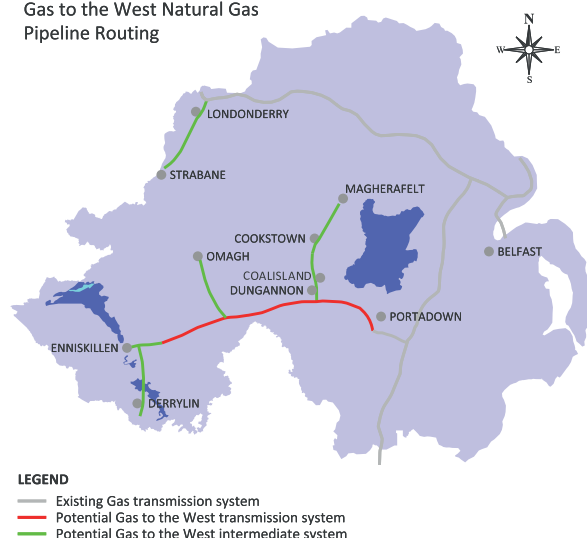 Gas to the West Natural Gas
Pipeline Routing
N
W E
S
LONDONDERRY
STRABANE
MAGHERAFELT
COOKSTOWN
BELFAST
OMAGH
COALISLAND
DUNGANNON
PORTADOWN
ENNISKILLEN
DERRYLIN
LEGEND
Existing Gas transmission system
Potential Gas to the West transmission system
Potential Gas to the West intermediate system